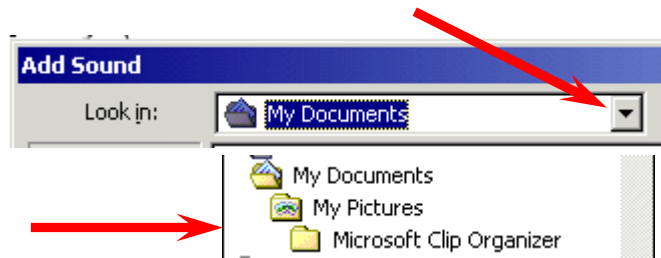 Add Sound
Look in: My Documents
My Documents
My Pictures
Microsoft Clip Organizer